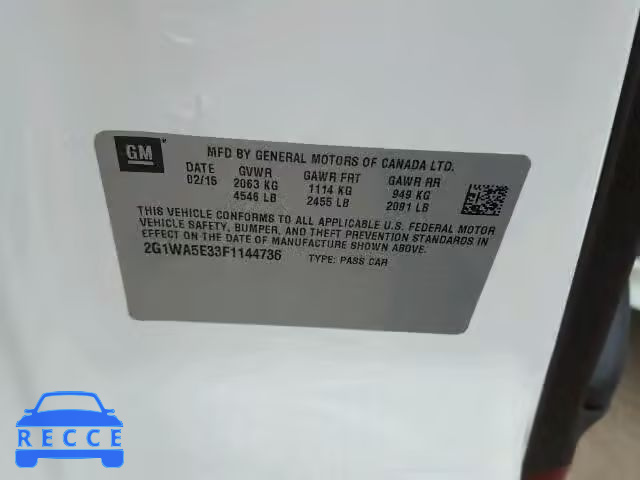 GM
MFD BY GENERAL MOTORS OF CANADA LTD.
DATE GVWR GAWR FRT GAWR RR
02/15 2063 KG 1114 KG 949 KG
4546 LB 2455 LB 2091 LB
THIS VEHICLE CONFORMS TO ALL APPLICABLE U.S. FEDERAL MOTOR
VEHICLE SAFETY, BUMPER, AND THEFT PREVENTION STANDARDS
IN EFFECT ON THE DATE OF MANUFACTURE SHOWN ABOVE.
2G1WA5E33F1144736 TYPE: PASS CAR
RECCE